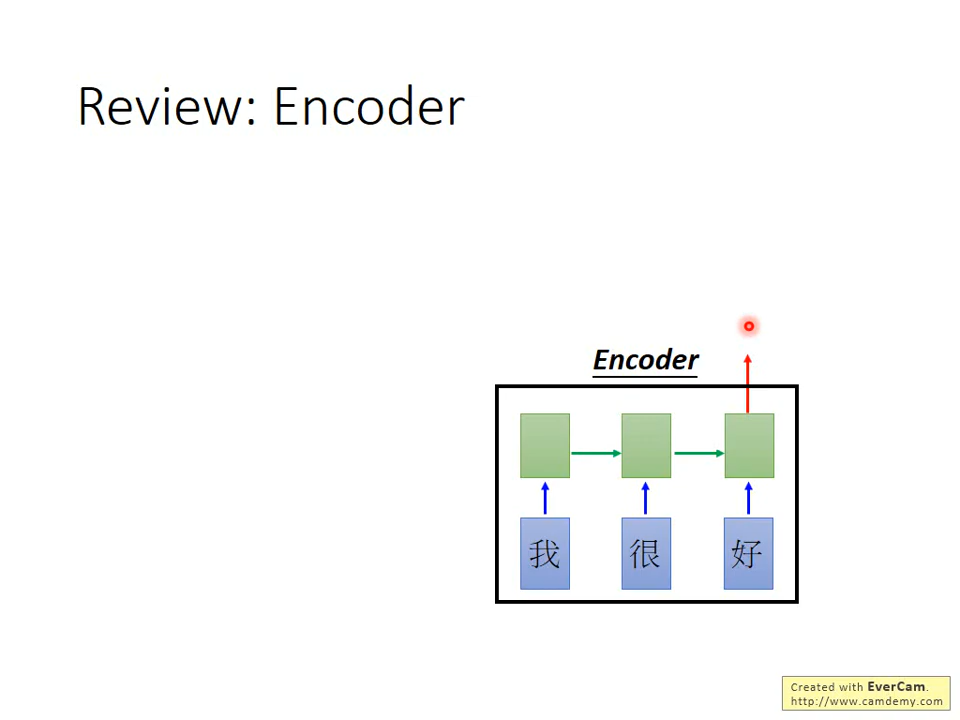 Review: Encoder
Encoder
我 很 好
Created with EverCam.
http://www.camdemy.com